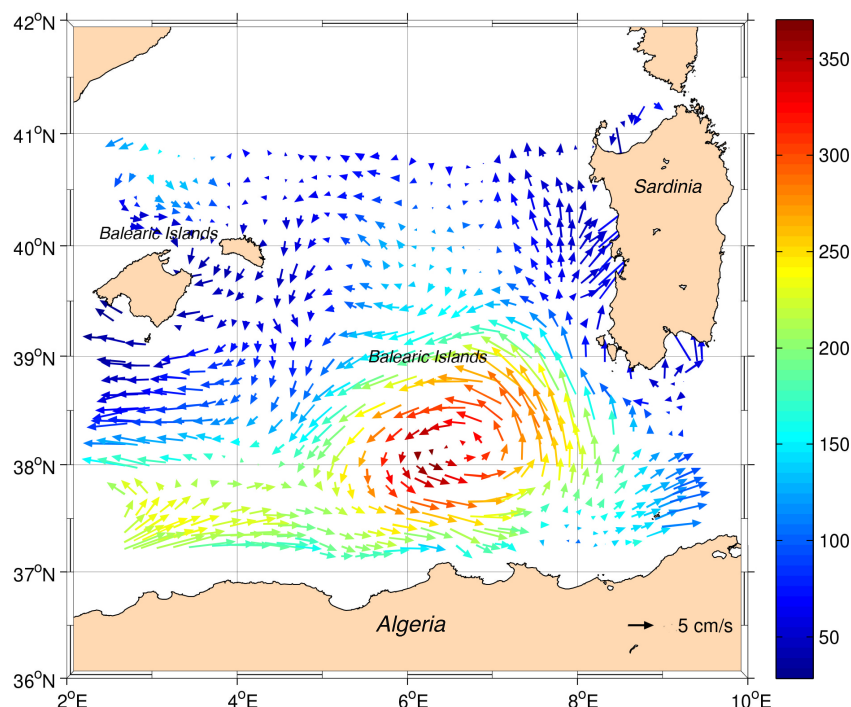 42°N
41°N
40°N
39°N
38°N
37°N
36°N
2°E
4°E
6°E
8°E
10°E
Sardinia
Balearic Islands
Balearic Islands
Algeria
5 cm/s
350
300
250
200
150
100
50